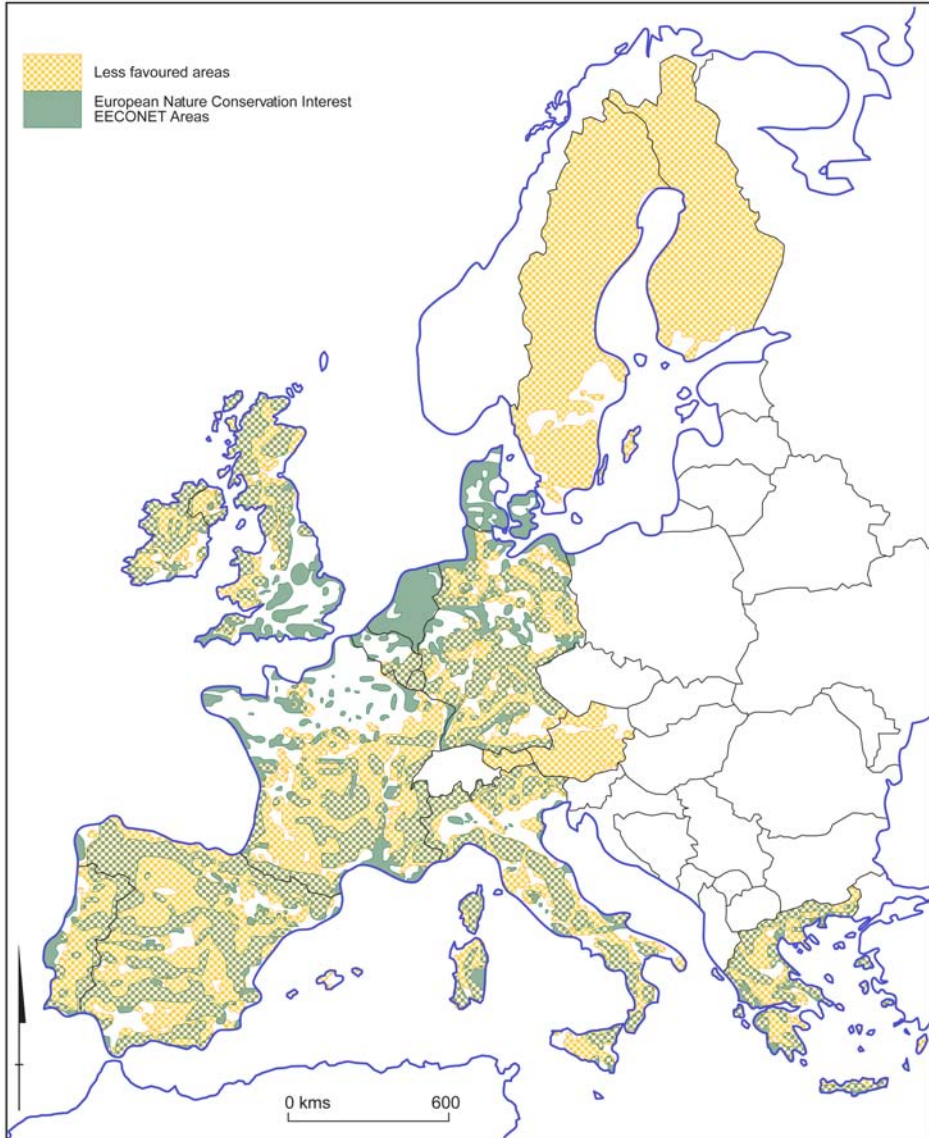 Less favoured areas
European Nature Conservation Interest
EECONET Areas
0 kms 600